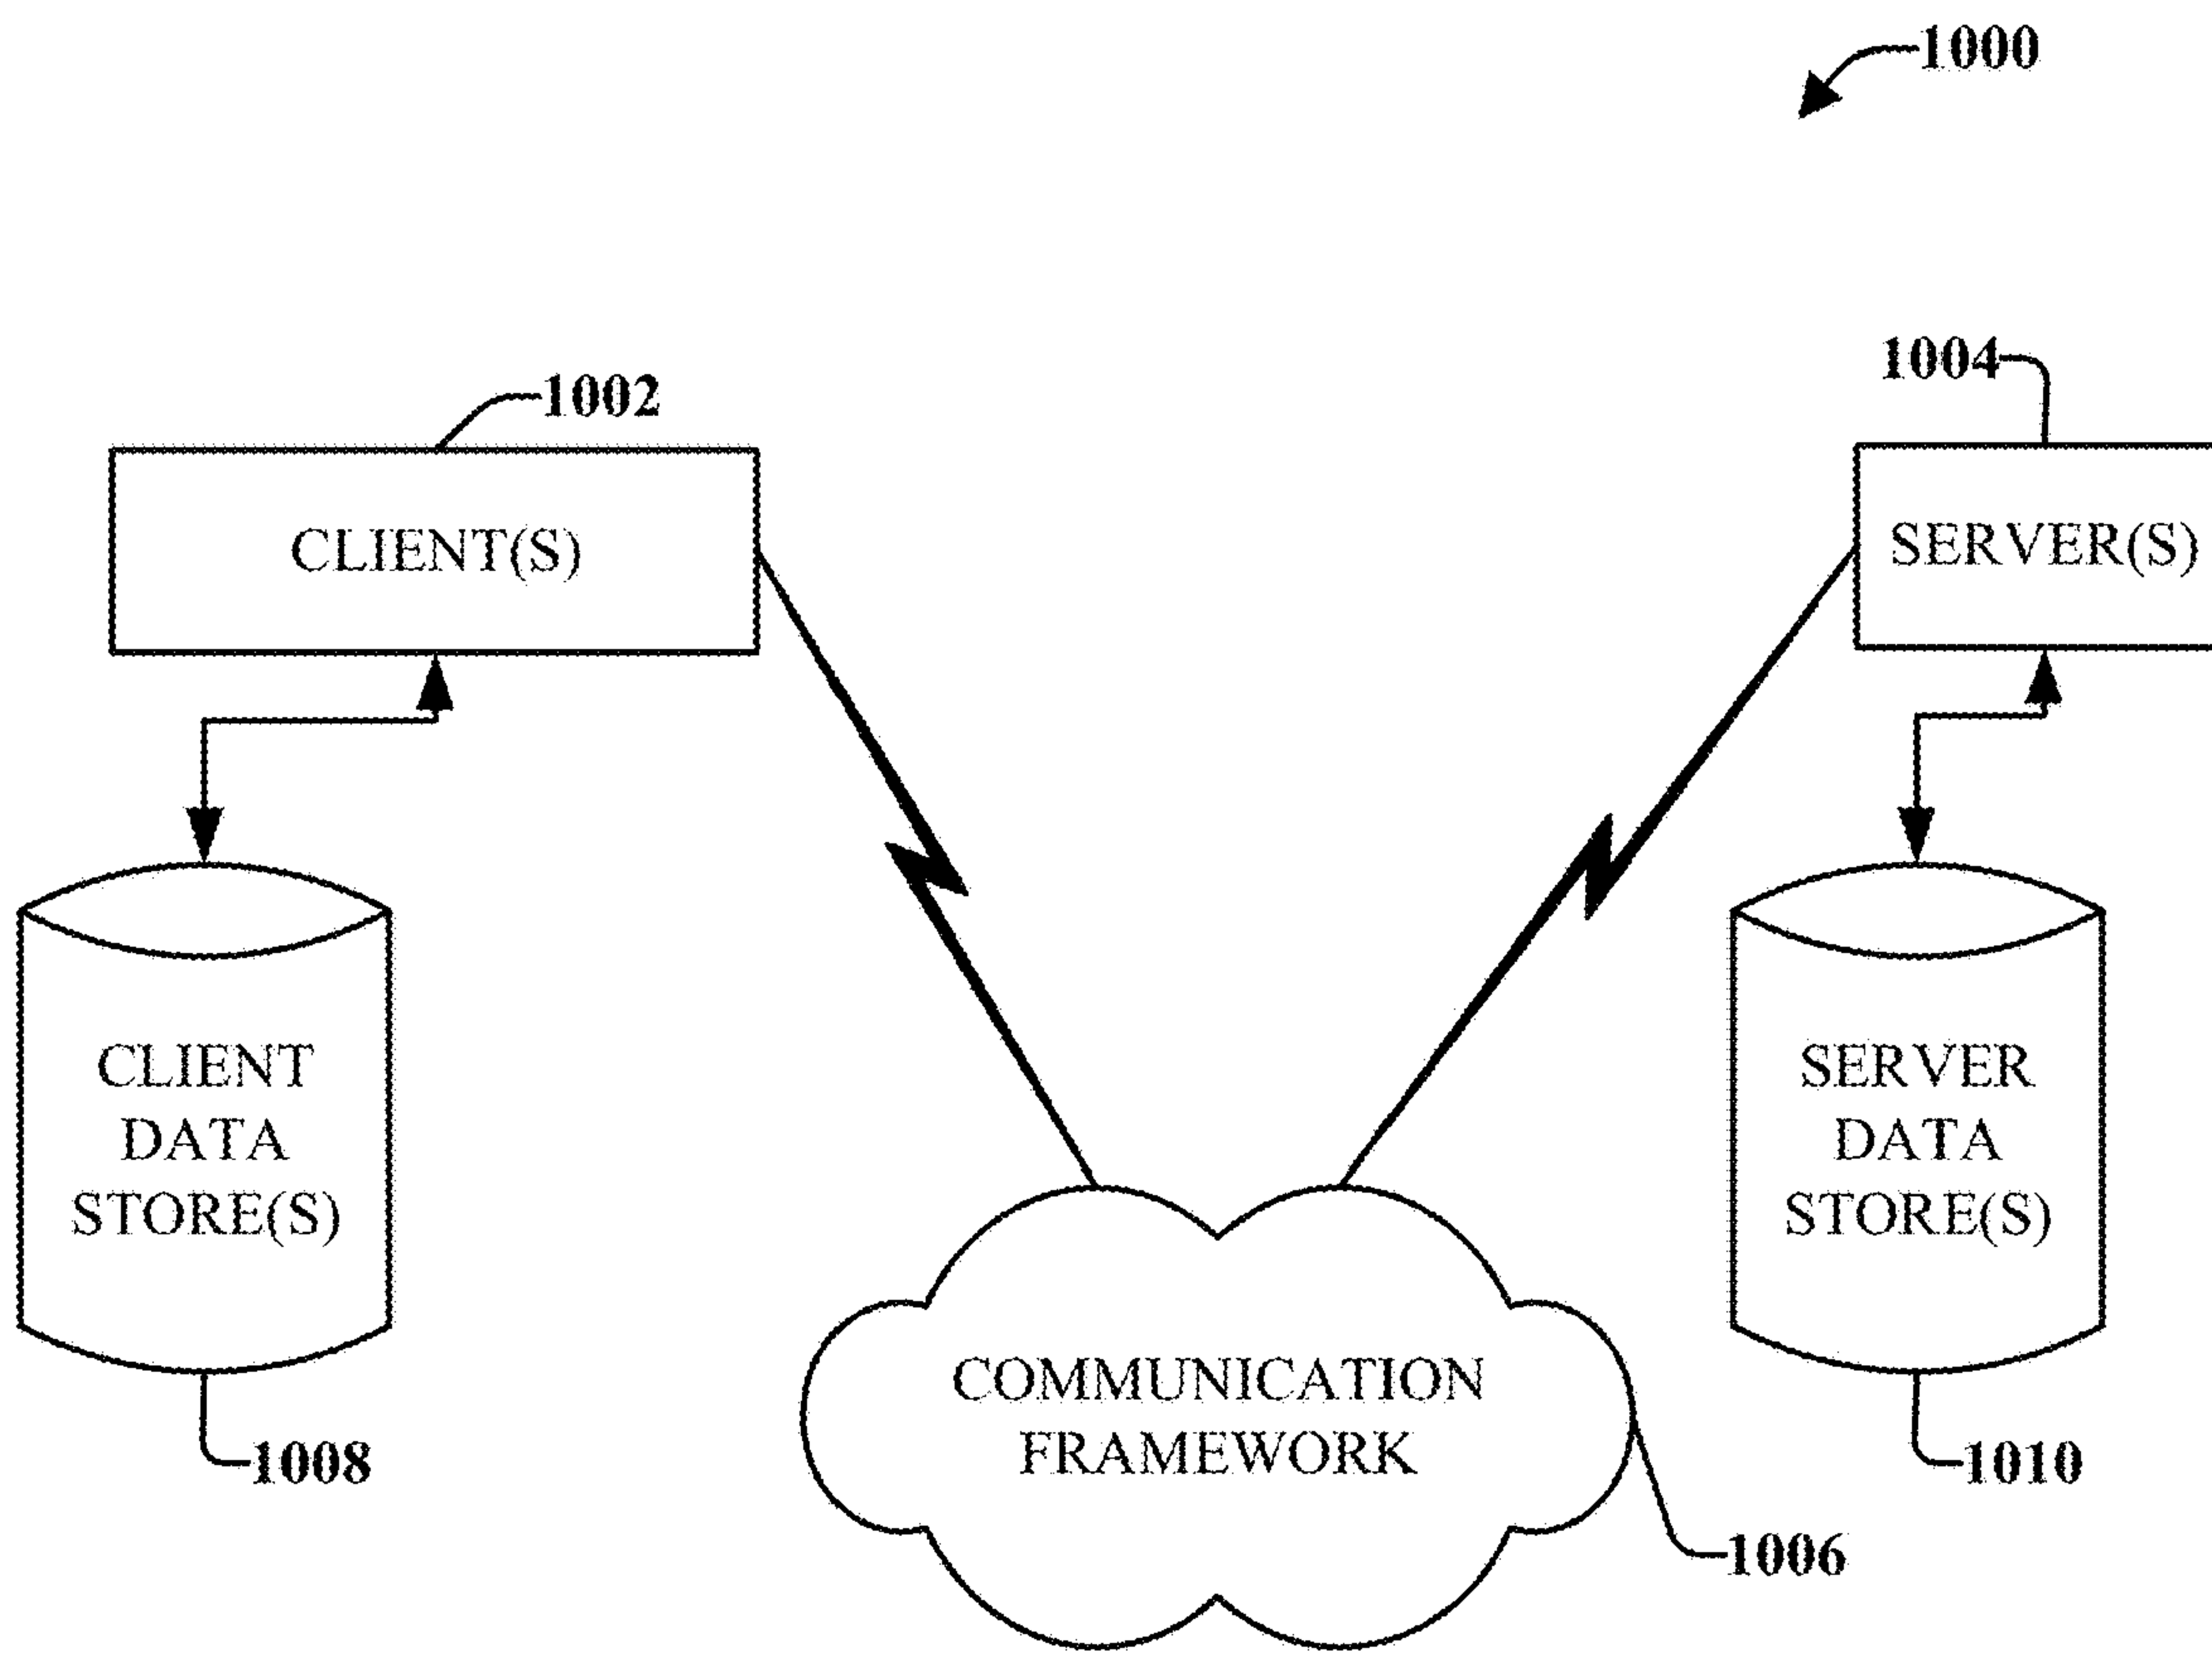 1000
1004
1002
CLIENT(S)
SERVER(S)
CLIENT
DATA
STORE(S)
SERVER
DATA
STORE(S)
COMMUNICATION
FRAMEWORK
1008
1010
1006